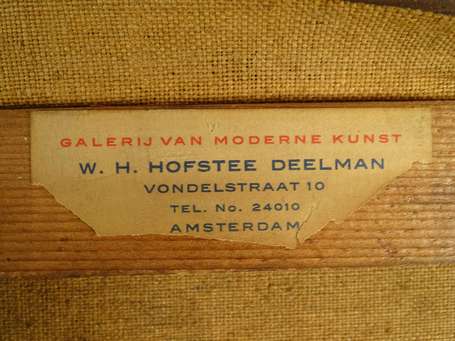 GALERIJ VAN MODERNE KUNST
W. H. HOFSTEE DEELMAN
VONDELSTRAAT 10
TEL. No. 24010
AMSTERDAM